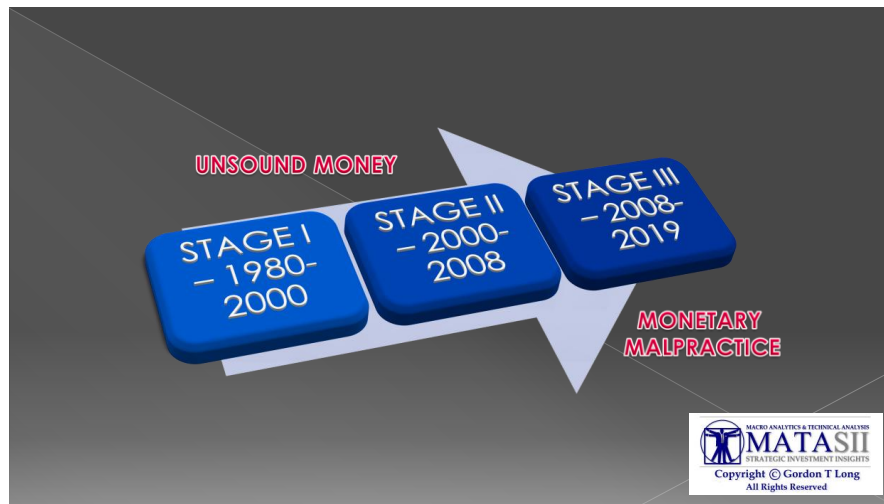 UNSOUND MONEY
STAGE I
– 1980-
2000
STAGE II
– 2000-
2008
STAGE III
– 2008-
2019
MONETARY
MALPRACTICE
MACRO ANALYTICS & TECHNICAL ANALYSIS
MATASII
STRATEGIC INVESTMENT INSIGHTS
Copyright © Gordon T Long
All Rights Reserved